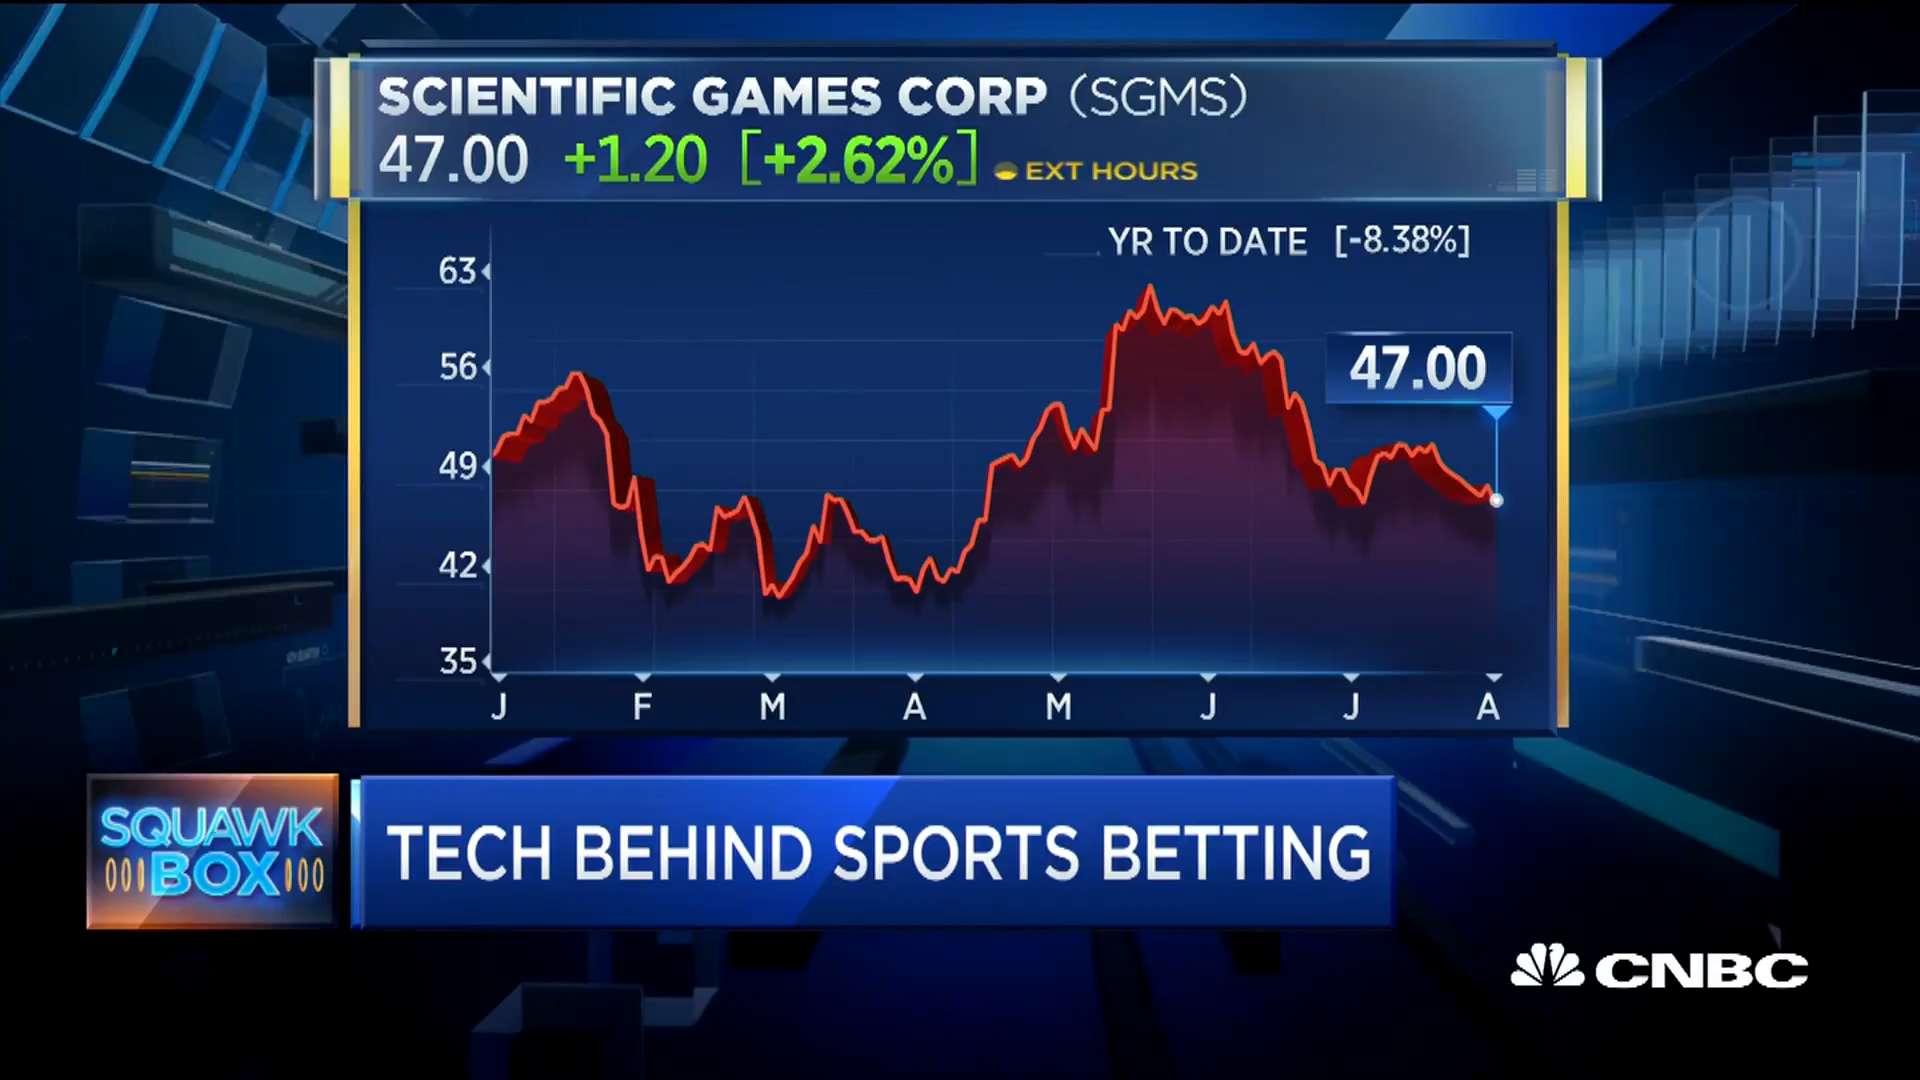 SCIENTIFIC GAMES CORP (SGMS)
47.00 +1.20 [+2.62%] EXT HOURS
YR TO DATE [-8.38%]
63
56
49
42
35
47.00
J F M A M J J A
SQUAWK
BOX
TECH BEHIND SPORTS BETTING
CNBC